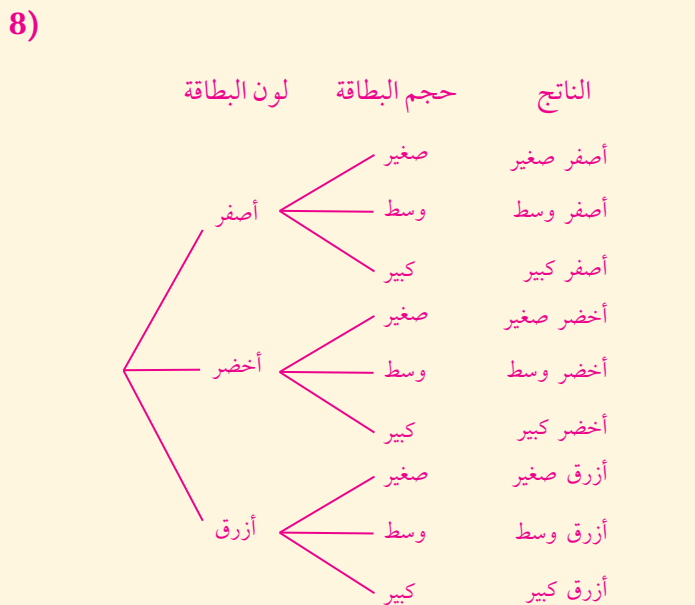 8)
لون البطاقة حجم البطاقة الناتج
صغير أصفر صغير
أصفر وسط أصفر وسط
كبير أصفر كبير
صغير أخضر صغير
أخضر وسط أخضر وسط
كبير أخضر كبير
صغير أزرق صغير
أزرق وسط أزرق وسط
كبير أزرق كبير